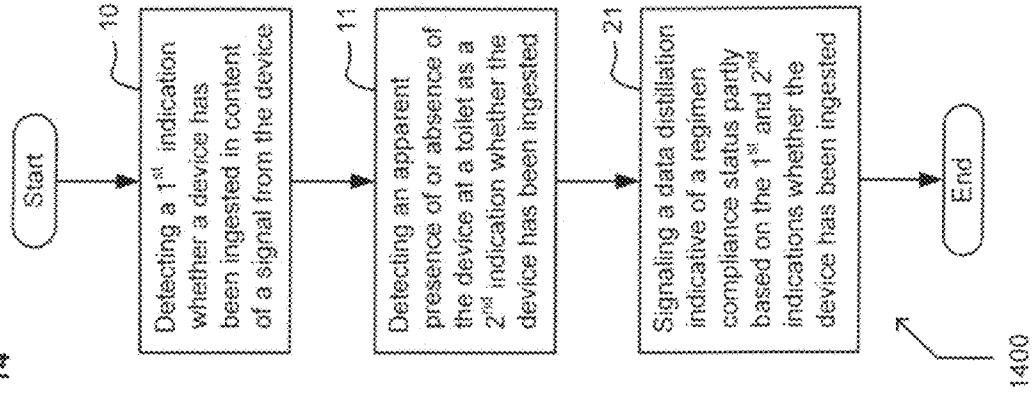 14
Start
10
Detecting a 1st indication
whether a device has
been ingested in content
of a signal from the device
11
Detecting an apparent
presence of or absence of
the device at a toilet as a
2nd indication whether the
device has been ingested
21
Signaling a data distillation
indicative of a regimen
compliance status partly
based on the 1st and 2nd
indications whether the
device has been ingested
End
1400